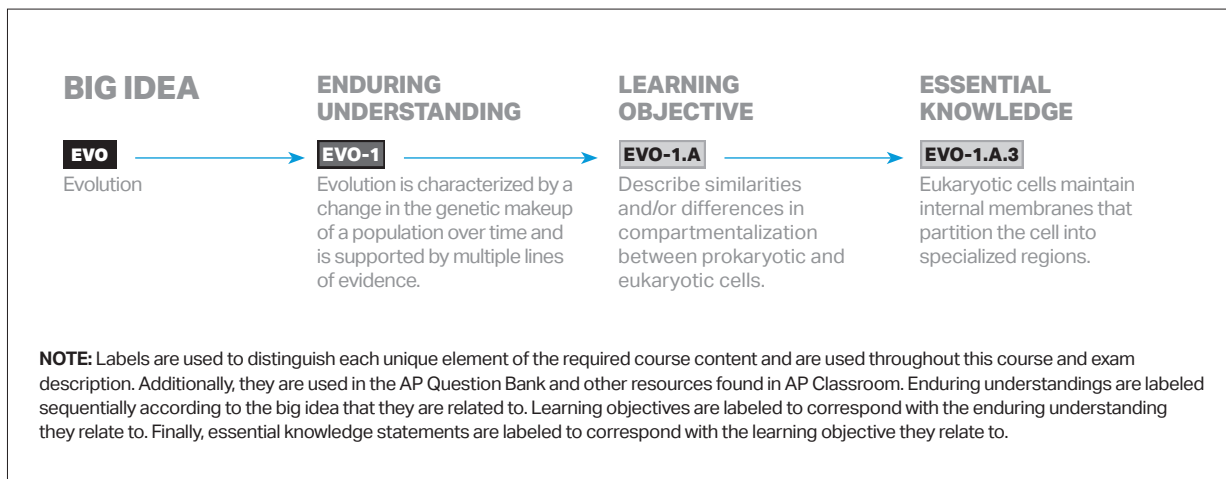 BIG IDEA
EVO
Evolution
ENDURING
UNDERSTANDING
EVO-1
Evolution is characterized by a
change in the genetic makeup
of a population over time and
is supported by multiple lines
of evidence.
LEARNING
OBJECTIVE
EVO-1.A
Describe similarities
and/or differences in
compartmentalization
between prokaryotic and
eukaryotic cells.
ESSENTIAL
KNOWLEDGE
EVO-1.A.3
Eukaryotic cells maintain
internal membranes that
partition the cell into
specialized regions.
NOTE: Labels are used to distinguish each unique element of the required course content and are used throughout this course and exam
description. Additionally, they are used in the AP Question Bank and other resources found in AP Classroom. Enduring understandings are labeled
sequentially according to the big idea that they are related to. Learning objectives are labeled to correspond with the enduring understanding
they relate to. Finally, essential knowledge statements are labeled to correspond with the learning objective they relate to.